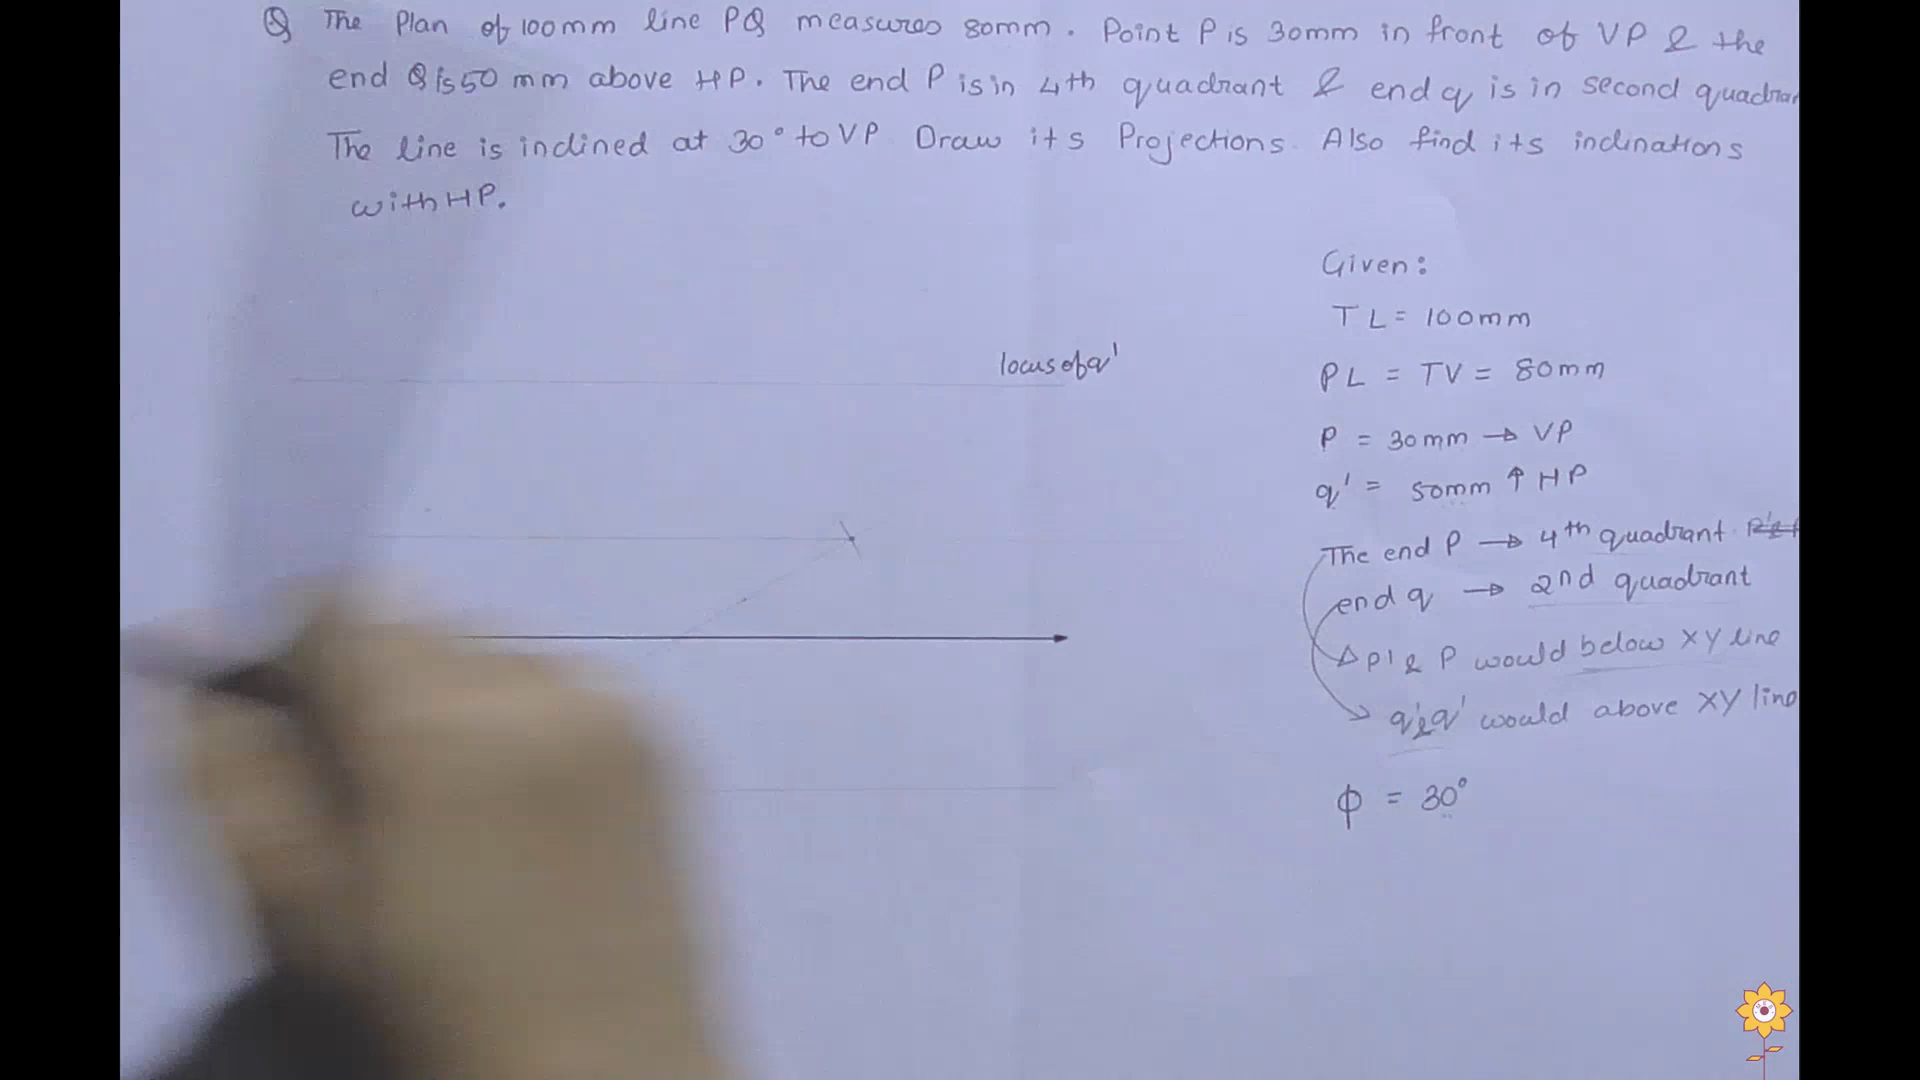 Q The Plan of 100mm line PQ measures 80mm. Point P is 30mm in front of VP & the
end Q is 50 mm above HP. The end P is in 4th quadrant & end q is in second
The line is inclined at 30° to VP. Draw its Projections. Also find its inclinations
with HP.
Given:
TL = 100mm
PL = TV = 80mm
P = 30mm → VP
q' = 50mm ↑ HP
The end P → 4th quadrant
end q → 2nd quadrant
P' & P would below XY line
q & q' would above XY line
ϕ = 30°
locus of q'